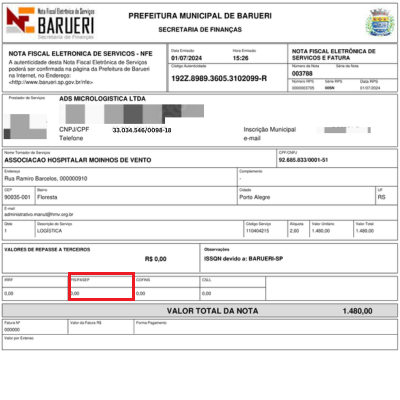 Nota Fiscal Eletrônica de Serviços
BARUERI
Secretaria de Finanças
PREFEITURA MUNICIPAL DE BARUERI
SECRETARIA DE FINANÇAS
NOTA FISCAL ELETRONICA DE SERVICOS - NFE
A autenticidade desta Nota Fiscal Eletrônica de Serviços
poderá ser confirmada na página da Prefeitura de Barueri
na Internet, no Endereço:
<http://www.barueri.sp.gov.br/nfe>
Data Emissão
Hora Emissão
01/07/2024
15:26
Código Autenticidade
192Z.8989.3605.3102099-R
NOTA FISCAL ELETRÔNICA DE
SERVICOS E FATURA
Número da Nota
Série da Nota
003788
Número RPS
Série RPS
Data RPS
01/07/2024
Prestador de Serviços
ADS MICROLOGISTICA LTDA
CNPJ/CPF
33.034.546/0098-18
Inscrição Municipal
Telefone
e-mail
Nome Tomador de Serviços
CPF/CNPJ
ASSOCIACAO HOSPITALAR MOINHOS DE VENTO
92.685.833/0001-51
Endereço
Complemento
Rua Ramiro Barcelos, 000000910
-
CEP
Bairro
Cidade
UF
90035-001
Floresta
Porto Alegre
RS
E-mail
Qtde
Descrição do Serviço
Código Serviço
Alíquota
Valor Unitário
Valor Total
1
LOGÍSTICA
110404215
2,00
1.480,00
1.480,00
VALORES DE REPASSE A TERCEIROS
R$ 0,00
Observações
ISSQN devido a: BARUERI-SP
IRRF
PIS/PASEP
COFINS
CSLL
0,00
0,00
0,00
0,00
VALOR TOTAL DA NOTA
1.480,00
Fatura Nº
Valor da Fatura R$
Forma Pagamento
000000
Valor por Extenso